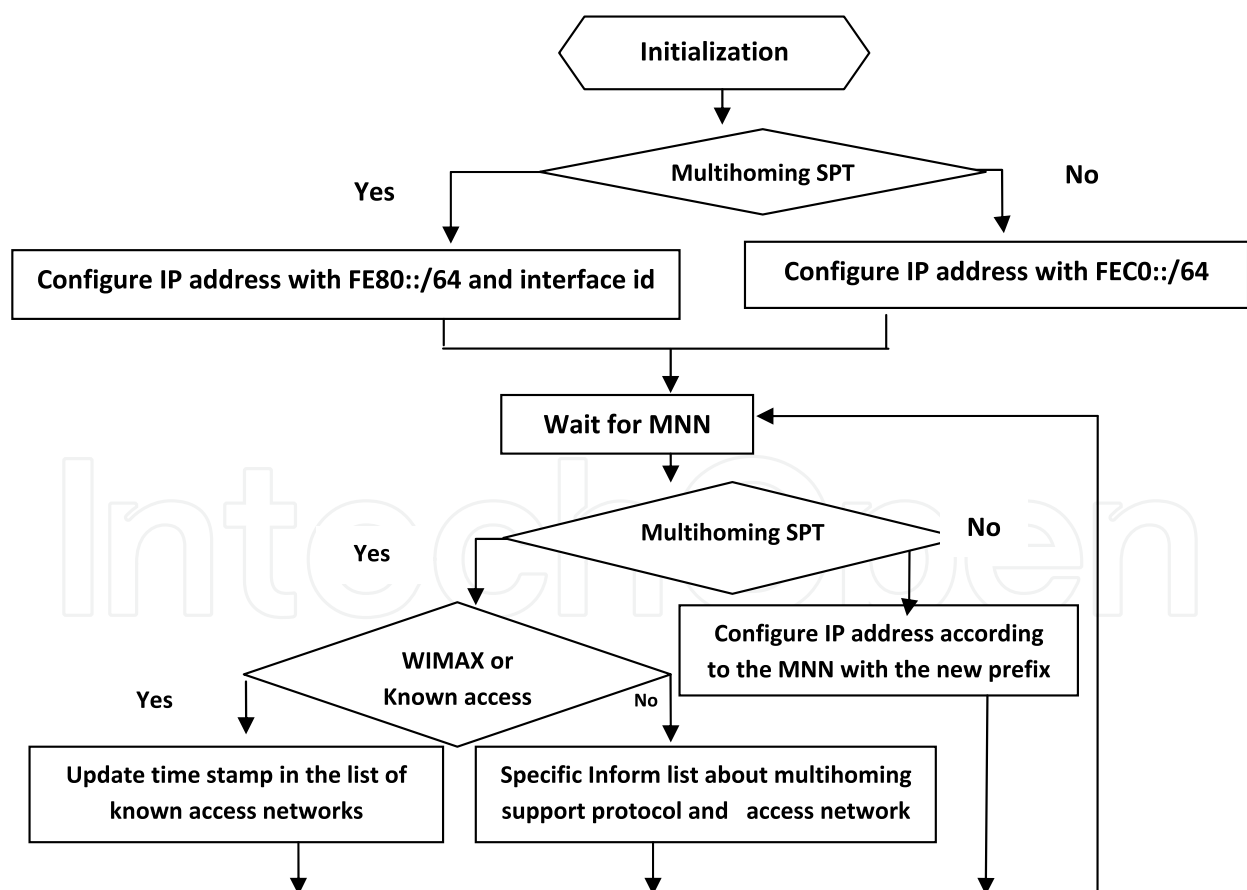 Initialization
Multihoming SPT
Yes
No
Configure IP address with FE80::/64 and interface id
Configure IP address with FEC0::/64
Wait for MNN
Multihoming SPT
No
Yes
Configure IP address according
to the MNN with the new prefix
WIMAX or
Known access
Yes
No
Update time stamp in the list of
known access networks
Specific Inform list about multihoming
support protocol and access network
IntechOpen